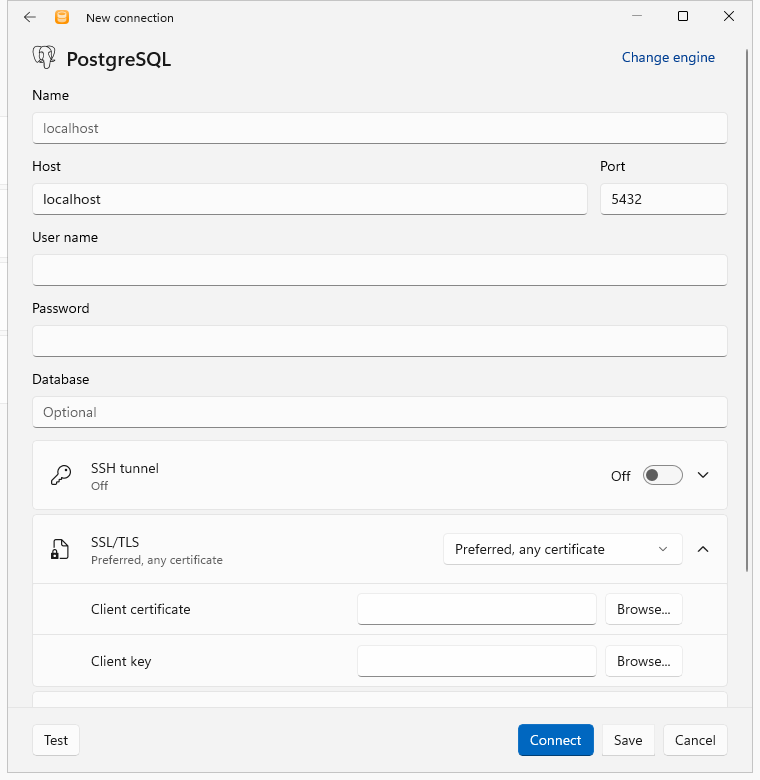 New connection
PostgreSQL
Change engine
Name
localhost
Host
Port
localhost
5432
User name
Password
Database
Optional
SSH tunnel
Off
Off
SSL/TLS
Preferred, any certificate
Preferred, any certificate
Client certificate
Browse...
Client key
Browse...
Test
Connect
Save
Cancel